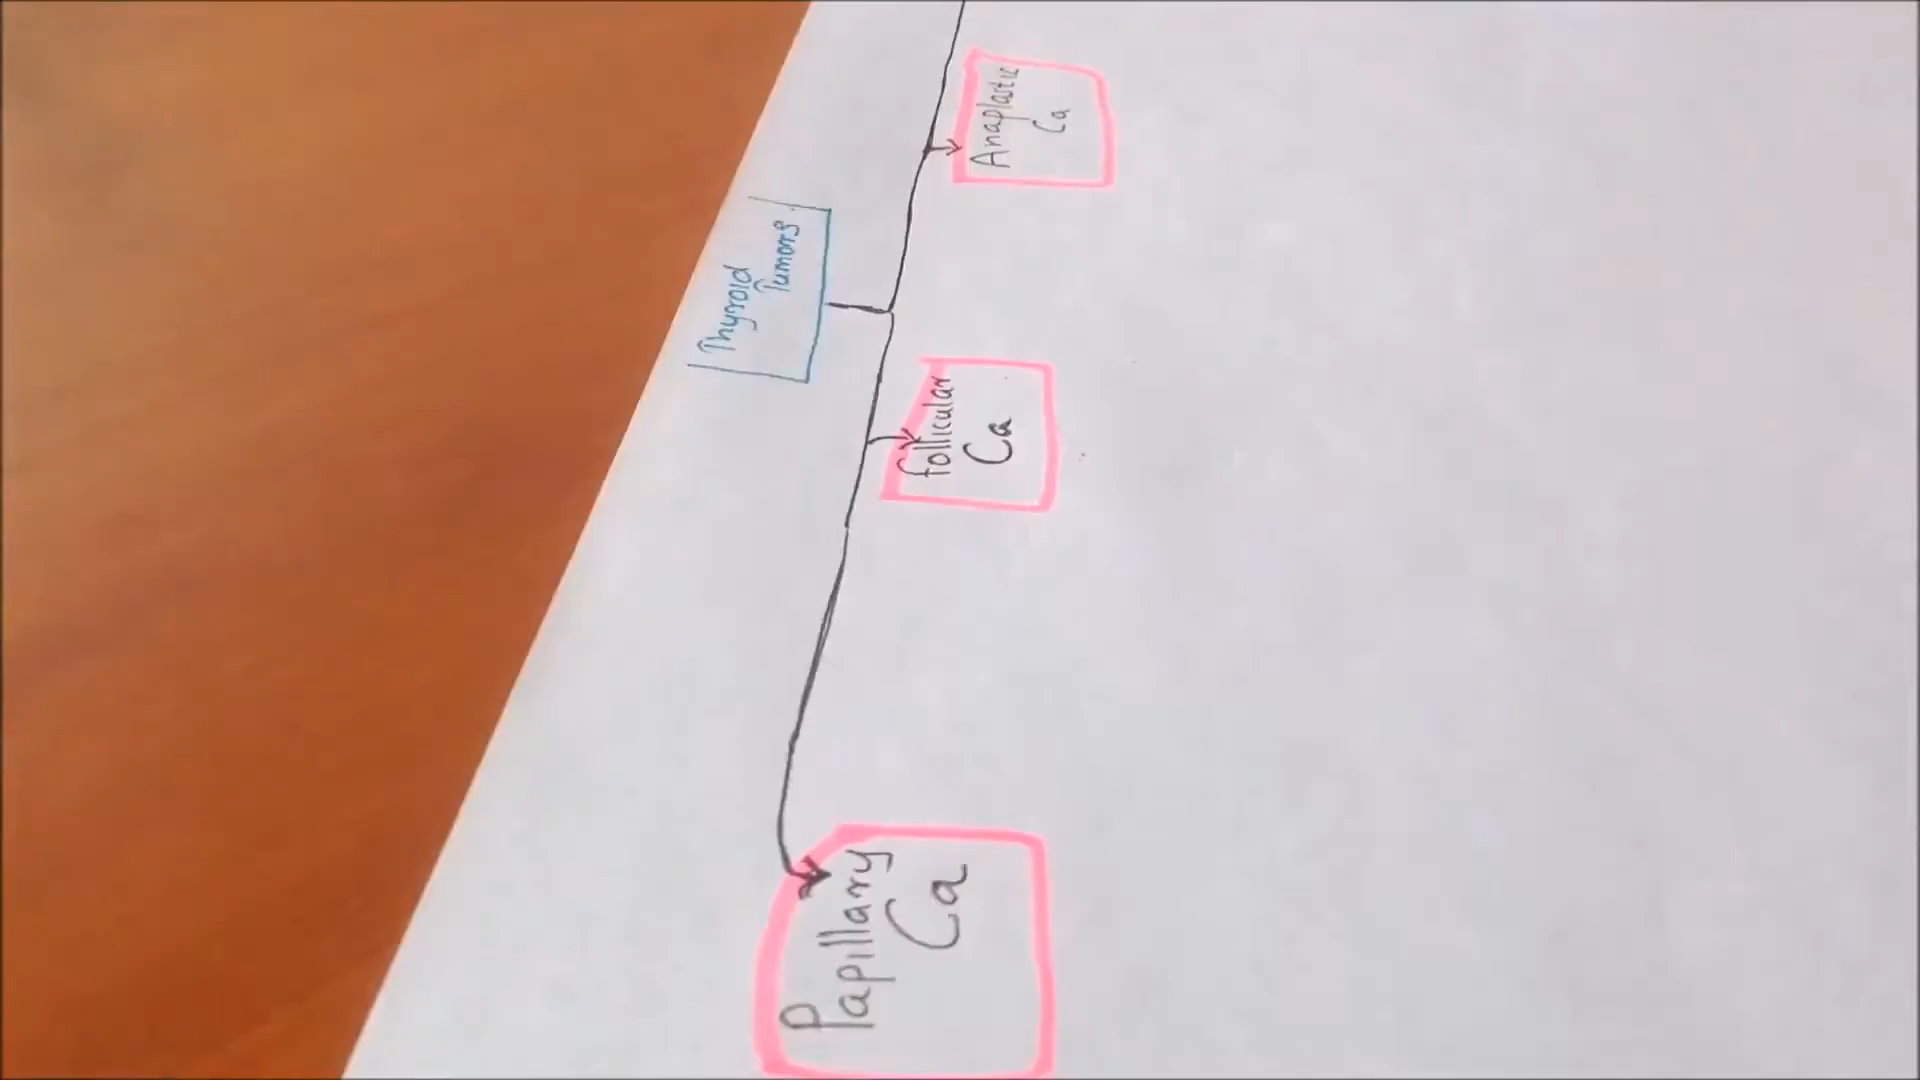 Thyroid
Tumors
Papillary
Ca
follicular
Ca
Anaplastic
Ca